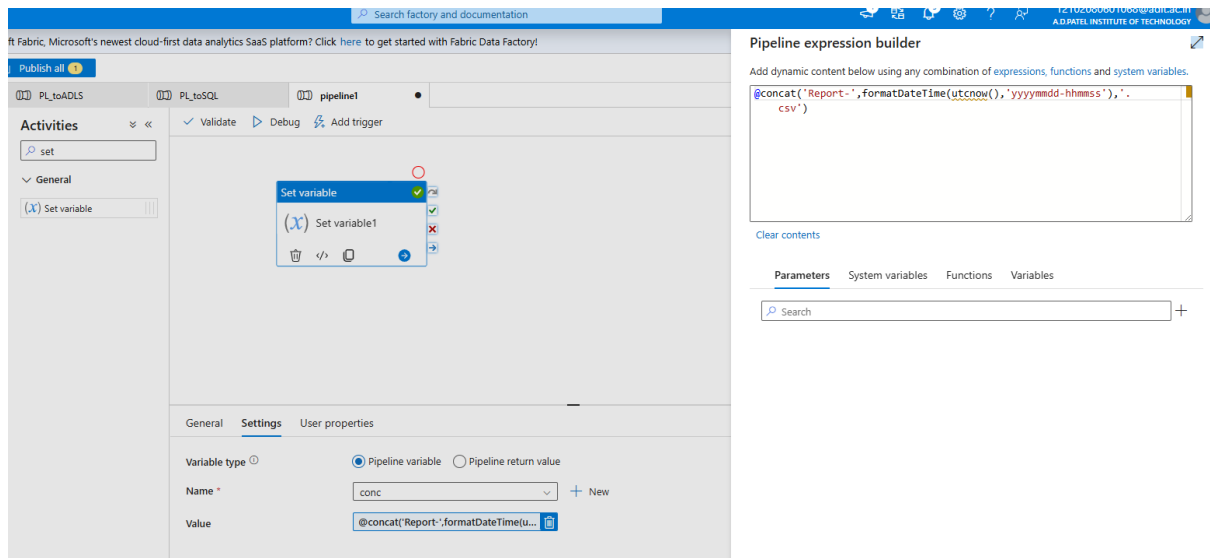 Search factory and documentation
12102080601068@adit.ac.in
A.D.PATEL INSTITUTE OF TECHNOLOGY
ft Fabric, Microsoft's newest cloud-first data analytics SaaS platform? Click here to get started with Fabric Data Factory!
Publish all 1
PL_toADLS
PL_toSQL
pipeline1
Activities
set
General
(x) Set variable
Validate
Debug
Add trigger
Set variable
(x) Set variable1
General
Settings
User properties
Variable type
Pipeline variable
Pipeline return value
Name *
conc
New
Value
@concat('Report-',formatDateTime(u...
Pipeline expression builder
Add dynamic content below using any combination of expressions, functions and system variables.
@concat('Report-',formatDateTime(utcnow(),'yyyymmdd-hhmmss'),'.
csv')
Clear contents
Parameters
System variables
Functions
Variables
Search